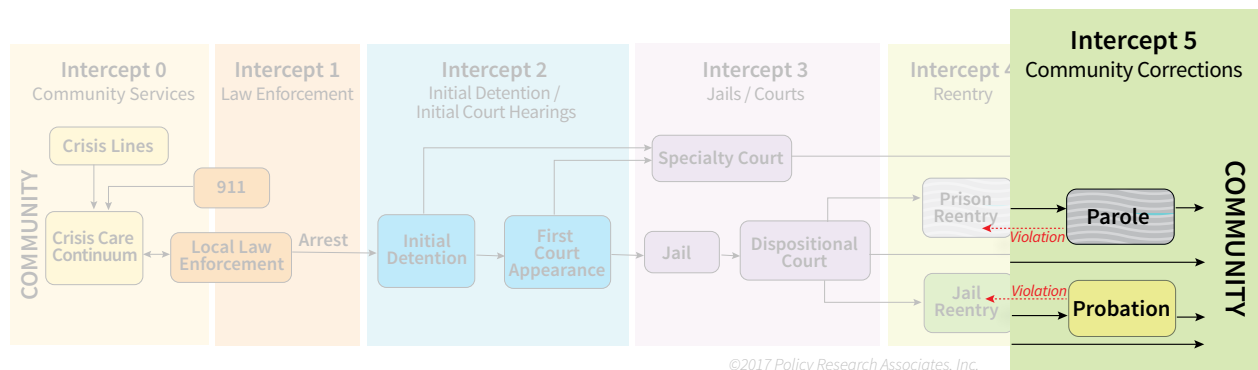 Intercept 0
Community Services
COMMUNITY
Crisis Lines
Crisis Care
Continuum
Intercept 1
Law Enforcement
911
Local Law
Enforcement
Arrest
Intercept 2
Initial Detention /
Initial Court Hearings
Initial
Detention
First
Court
Appearance
Intercept 3
Jails / Courts
Specialty Court
Jail
Dispositional
Court
Intercept 4
Reentry
Prison
Reentry
Jail
Reentry
Intercept 5
Community Corrections
Parole
Violation
Violation
Probation
COMMUNITY
©2017 Policy Research Associates, Inc.